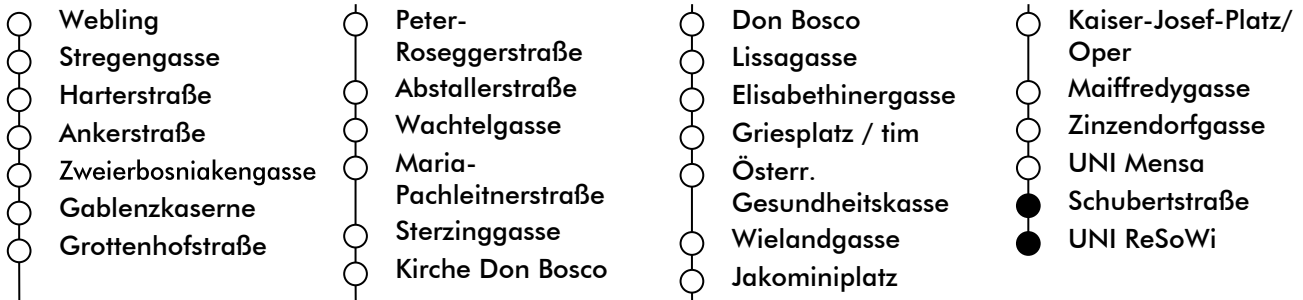 Webling
Stregengasse
Harterstraße
Ankerstraße
Zweierbosniakengasse
Gablenzkaserne
Grottenhofstraße
Peter-
Roseggerstraße
Abstallerstraße
Wachtelgasse
Maria-
Pachleitnerstraße
Sterzinggasse
Kirche Don Bosco
Don Bosco
Lissagasse
Elisabethinergasse
Griesplatz / tim
Österr.
Gesundheitskasse
Wielandgasse
Jakominiplatz
Kaiser-Josef-Platz/
Oper
Maiffredygasse
Zinzendorfgasse
UNI Mensa
Schubertstraße
UNI ReSoWi